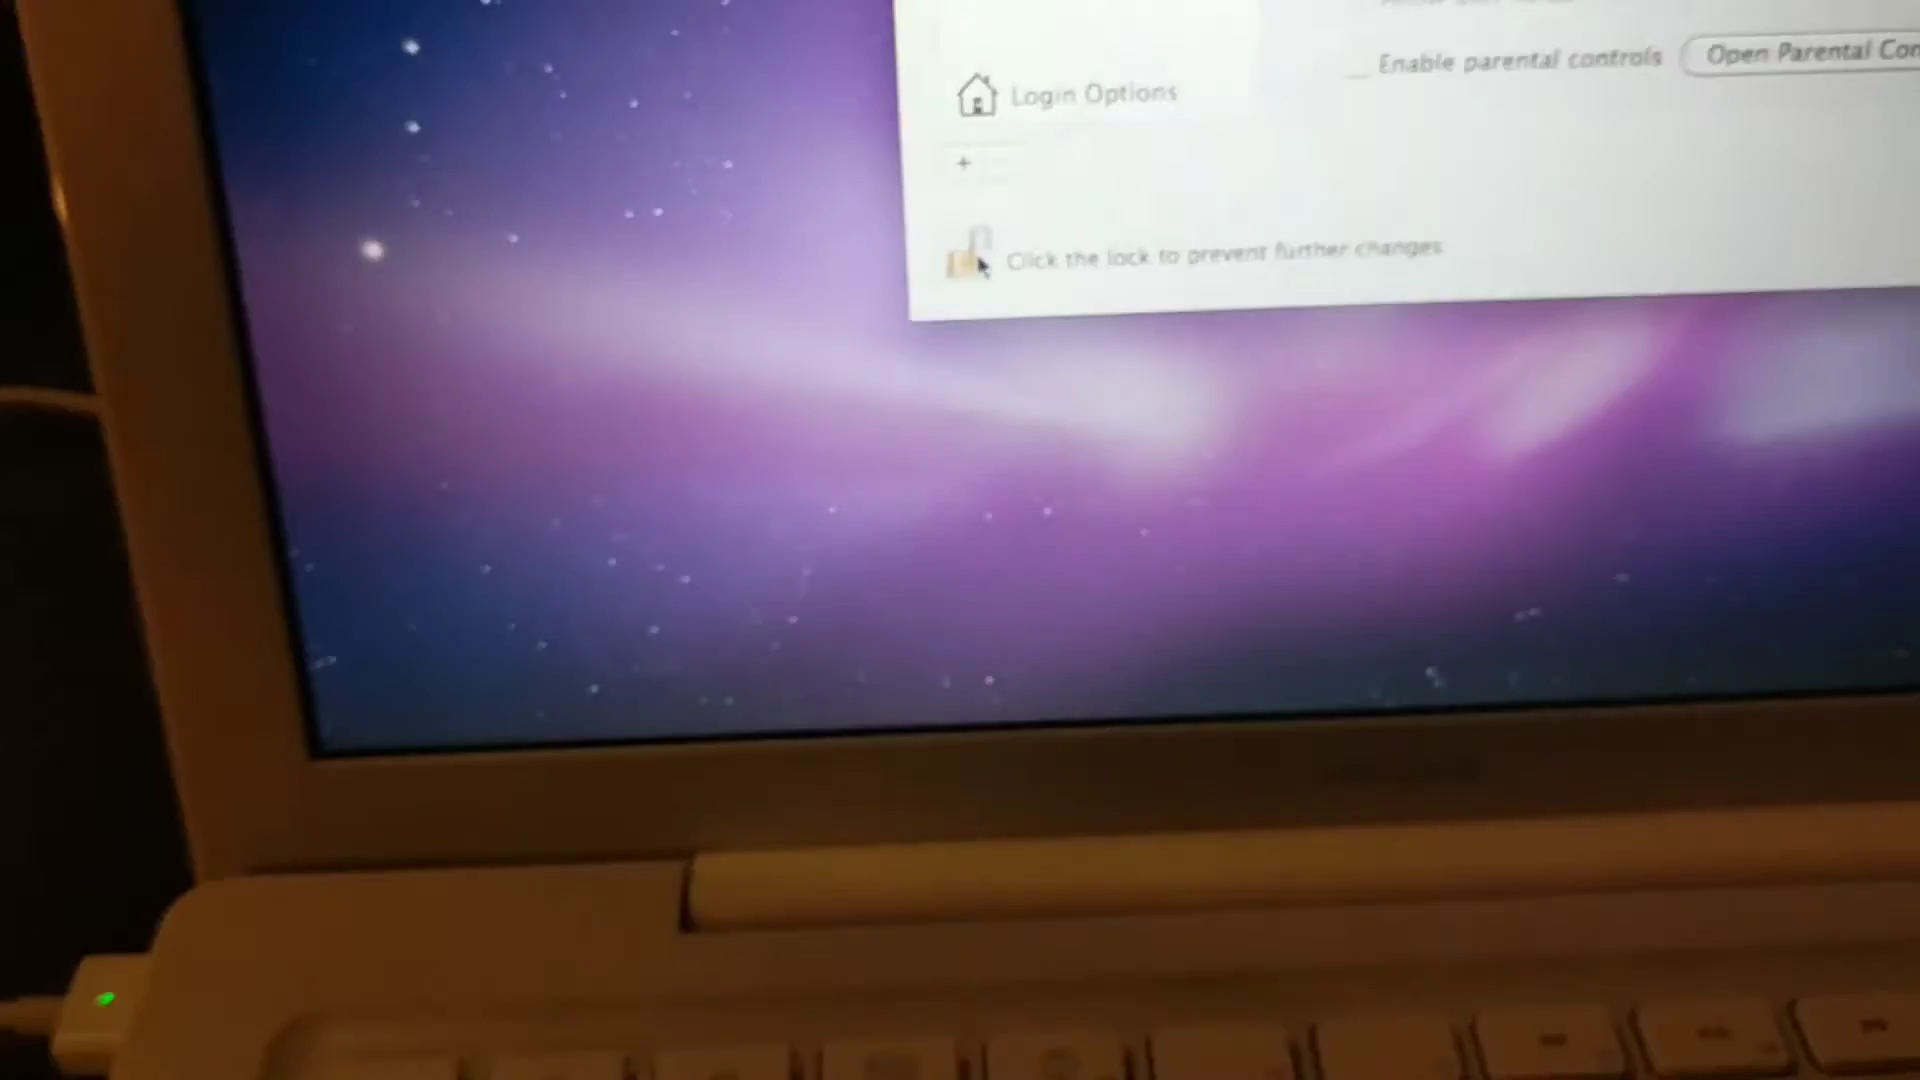 Enable parental controls
Open Parental Con
Login Options
+
Click the lock to prevent further changes.